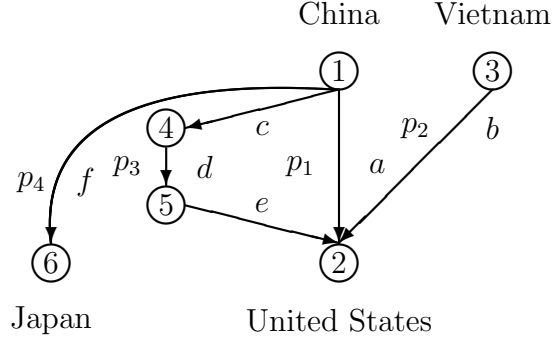 China Vietnam
1 3
4 c p₂ b
p₃ d p₁ a
p₄ f
5 e
6 2
Japan United States